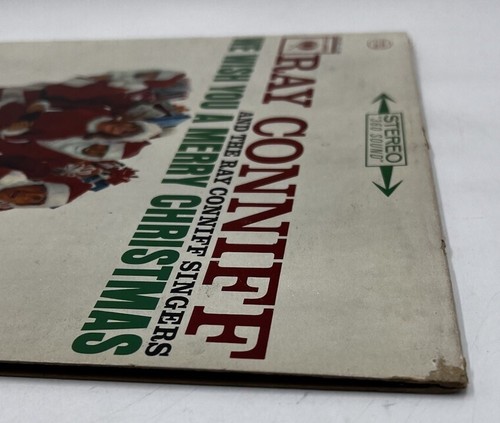 STEREO
"360 SOUND"
RAY CONNIFF
AND THE RAY CONNIFF SINGERS
WE WISH YOU A MERRY CHRISTMAS